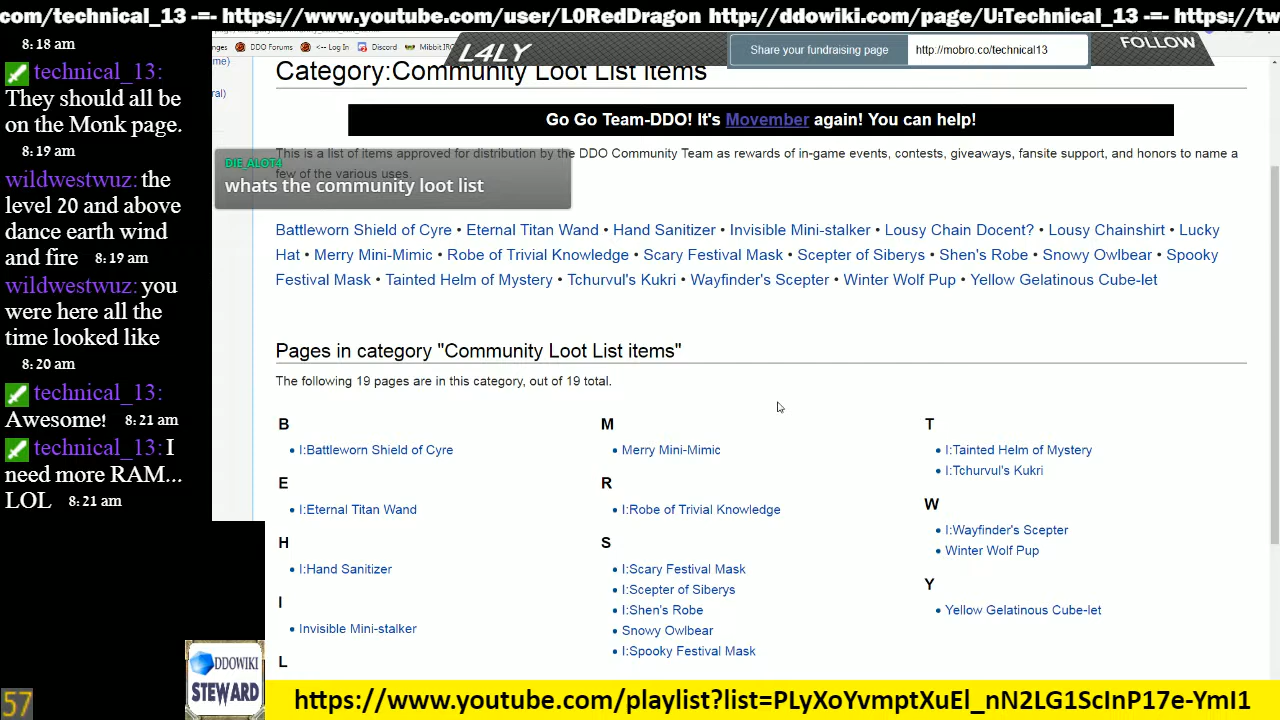 com/technical_13 -=- https://www.youtube.com/user/L0RedDragon http://ddowiki.com/page/U:Technical_13 -=- https://tw
8:18 am
technical_13:
They should all be
on the Monk page.
8:19 am
wildwestwuz: the
level 20 and above
dance earth wind
and fire 8:19 am
wildwestwuz: you
were here all the
time looked like
8:20 am
technical_13:
Awesome! 8:21 am
technical_13: I
need more RAM...
LOL 8:21 am
DDO Forums <-- Log In Discord Mibbit IRC
L4LY
Share your fundraising page http://mobro.co/technical13
FOLLOW
Category:Community Loot List items
Go Go Team-DDO! It's Movember again! You can help!
This is a list of items approved for distribution by the DDO Community Team as rewards of in-game events, contests, giveaways, fansite support, and honors to name a
few of the various uses.
DIE_ALOT4
whats the community loot list
Battleworn Shield of Cyre • Eternal Titan Wand • Hand Sanitizer • Invisible Mini-stalker • Lousy Chain Docent? • Lousy Chainshirt • Lucky
Hat • Merry Mini-Mimic • Robe of Trivial Knowledge • Scary Festival Mask • Scepter of Siberys • Shen's Robe • Snowy Owlbear • Spooky
Festival Mask • Tainted Helm of Mystery • Tchurvul's Kukri • Wayfinder's Scepter • Winter Wolf Pup • Yellow Gelatinous Cube-let
Pages in category "Community Loot List items"
The following 19 pages are in this category, out of 19 total.
B
• I:Battleworn Shield of Cyre
E
• I:Eternal Titan Wand
H
• I:Hand Sanitizer
I
• Invisible Mini-stalker
L
M
• Merry Mini-Mimic
R
• I:Robe of Trivial Knowledge
S
• I:Scary Festival Mask
• I:Scepter of Siberys
• I:Shen's Robe
• Snowy Owlbear
• I:Spooky Festival Mask
T
• I:Tainted Helm of Mystery
• I:Tchurvul's Kukri
W
• I:Wayfinder's Scepter
• Winter Wolf Pup
Y
• Yellow Gelatinous Cube-let
DDOWIKI
STEWARD
57
https://www.youtube.com/playlist?list=PLyXoYvmptXuEl_nN2LG1ScInP17e-YmI1